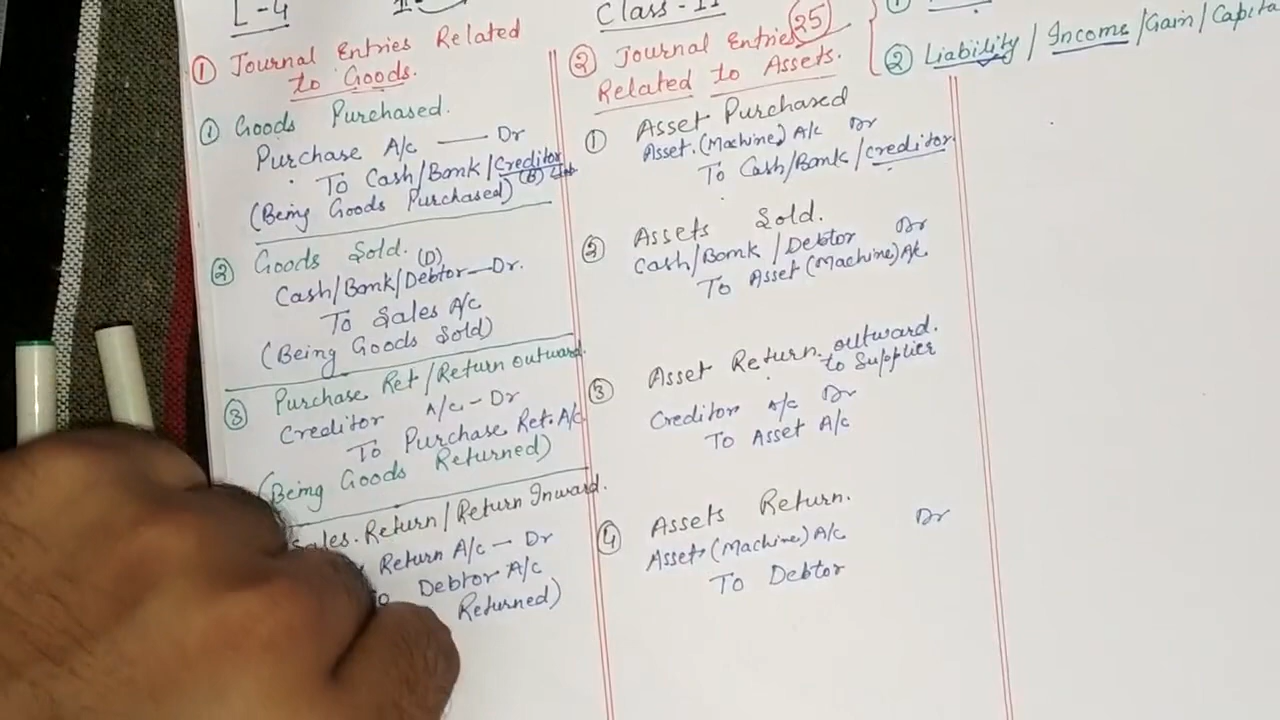 L-4
Class-11
① Journal Entries Related
to Goods.
① Goods Purchased.
Purchase A/c —— Dr
To Cash/Bank/Creditor
(Being Goods Purchased) (B)
② Goods Sold.
(D)
Cash/Bank/Debtor—Dr.
To Sales A/c
(Being Goods Sold)
③ Purchase Ret/Return outward.
Creditor A/c - Dr
To Purchase Ret. A/c
(Being Goods Returned)
Sales. Return/Return Inward.
Return A/c - Dr
To Debtor A/c
Returned)
② Journal Entries 25
Related to Assets.
① Asset Purchased
Asset. (Machine) A/c Dr
To Cash/Bank/creditor.
② Assets Sold.
Cash/Bank/Debtor Dr
To Asset (Machine) A/c
③ Asset Return outward.
to Supplier
Creditor A/c Dr
To Asset A/c
④ Assets Return.
Assets (Machine) A/c Dr
To Debtor
①
② Liability/Income/Gain/Capita